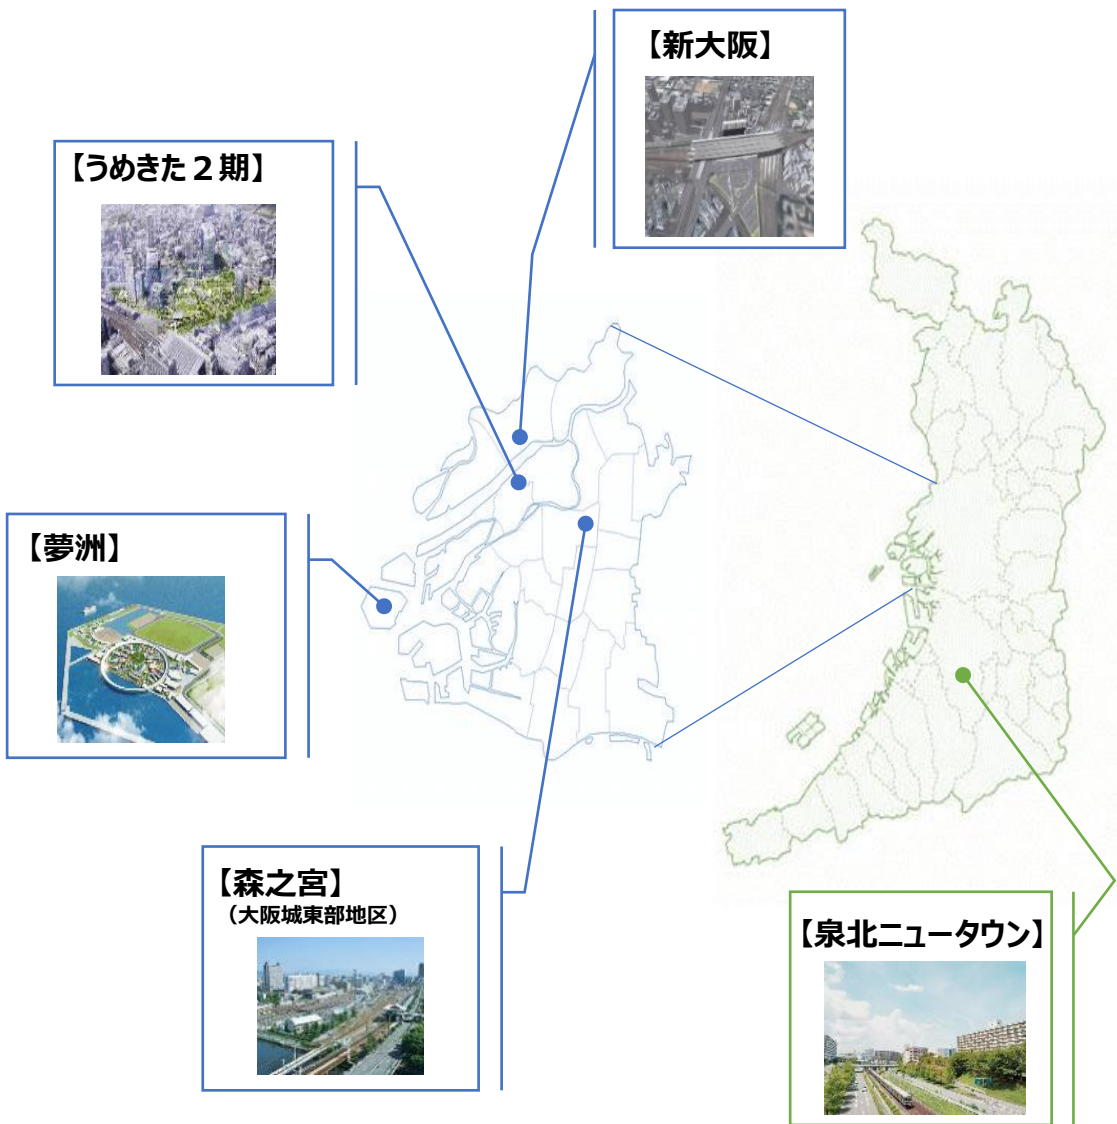 【新大阪】
【うめきた２期】
【夢洲】
【森之宮】
（大阪城東部地区）
【泉北ニュータウン】